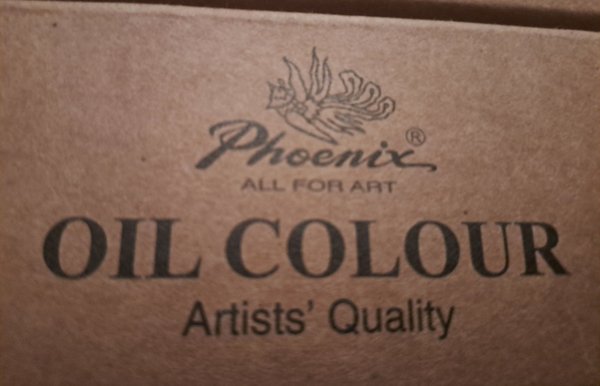 Phoenix®
ALL FOR ART
OIL COLOUR
Artists' Quality